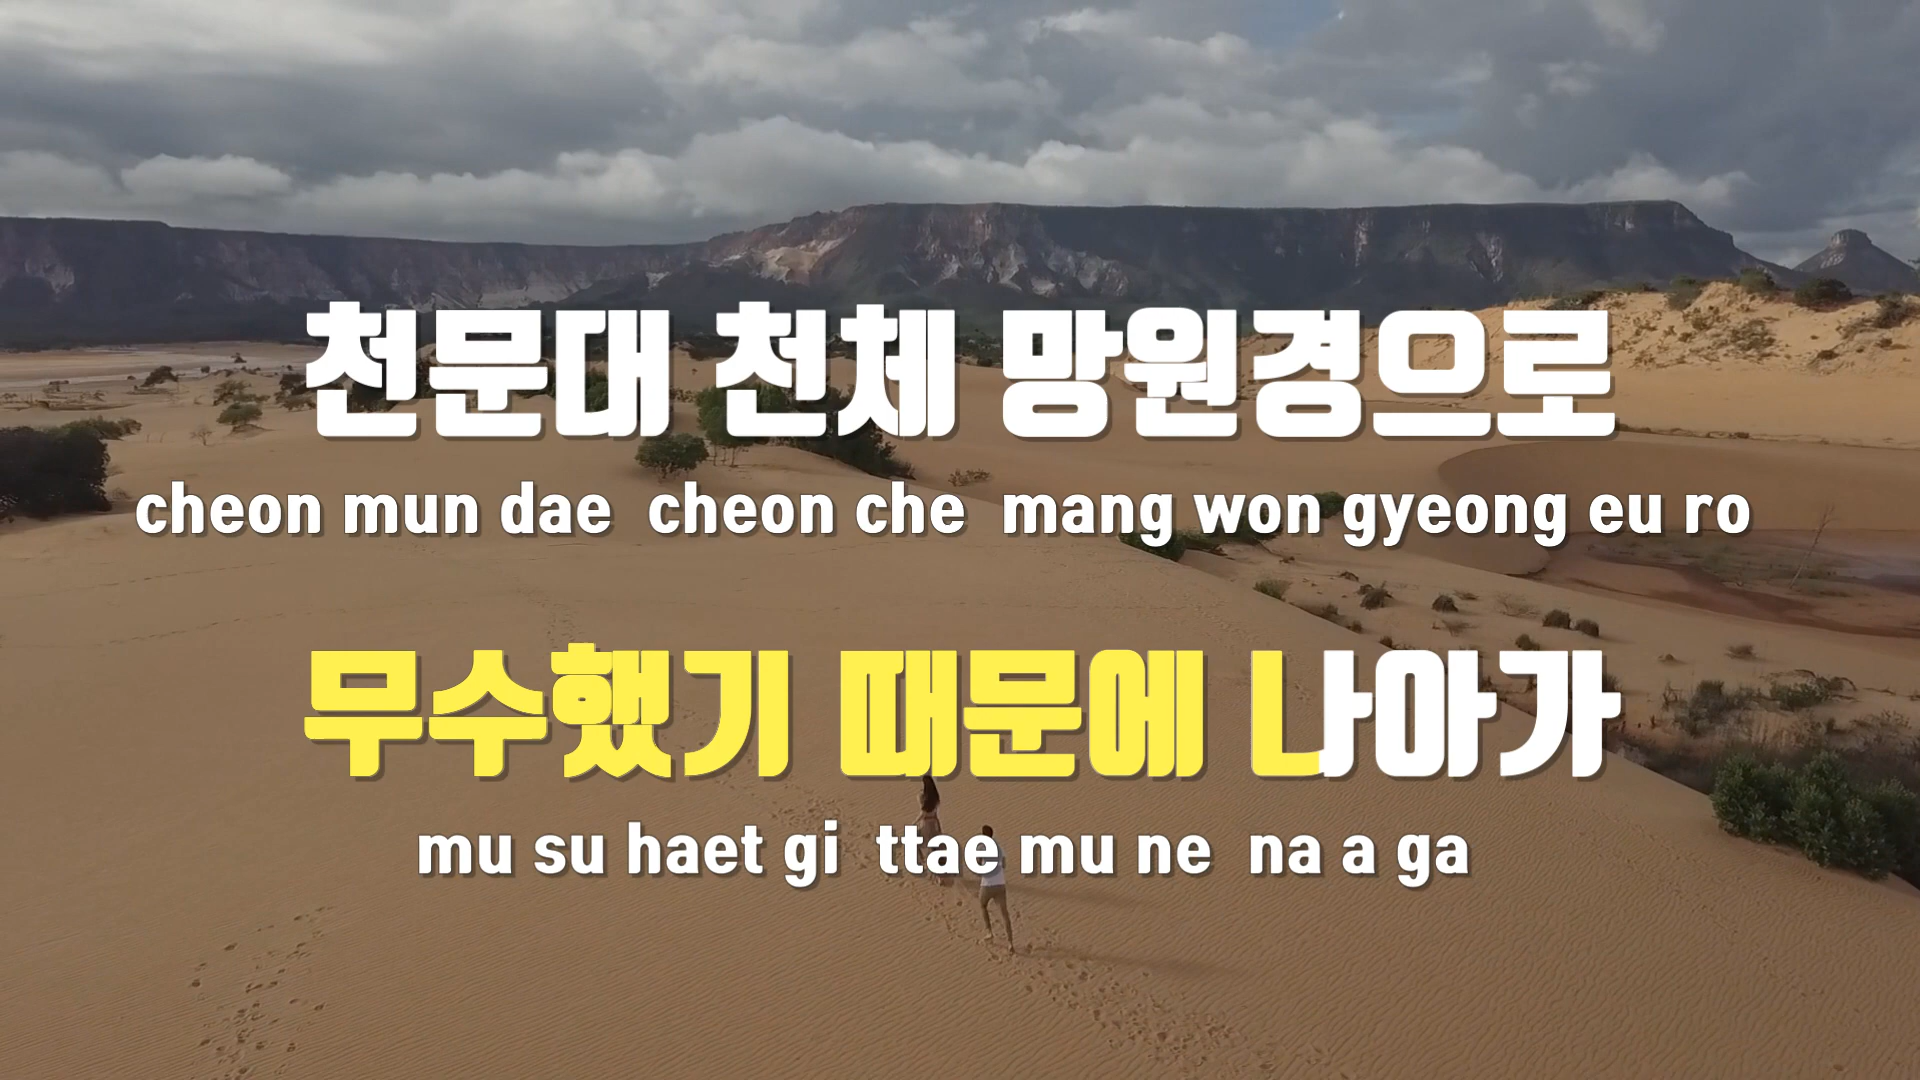 천문대 천체 망원경으로
cheon mun dae cheon che mang won gyeong eu ro
무수했기 때문에 나아가
mu su haet gi ttae mu ne na a ga